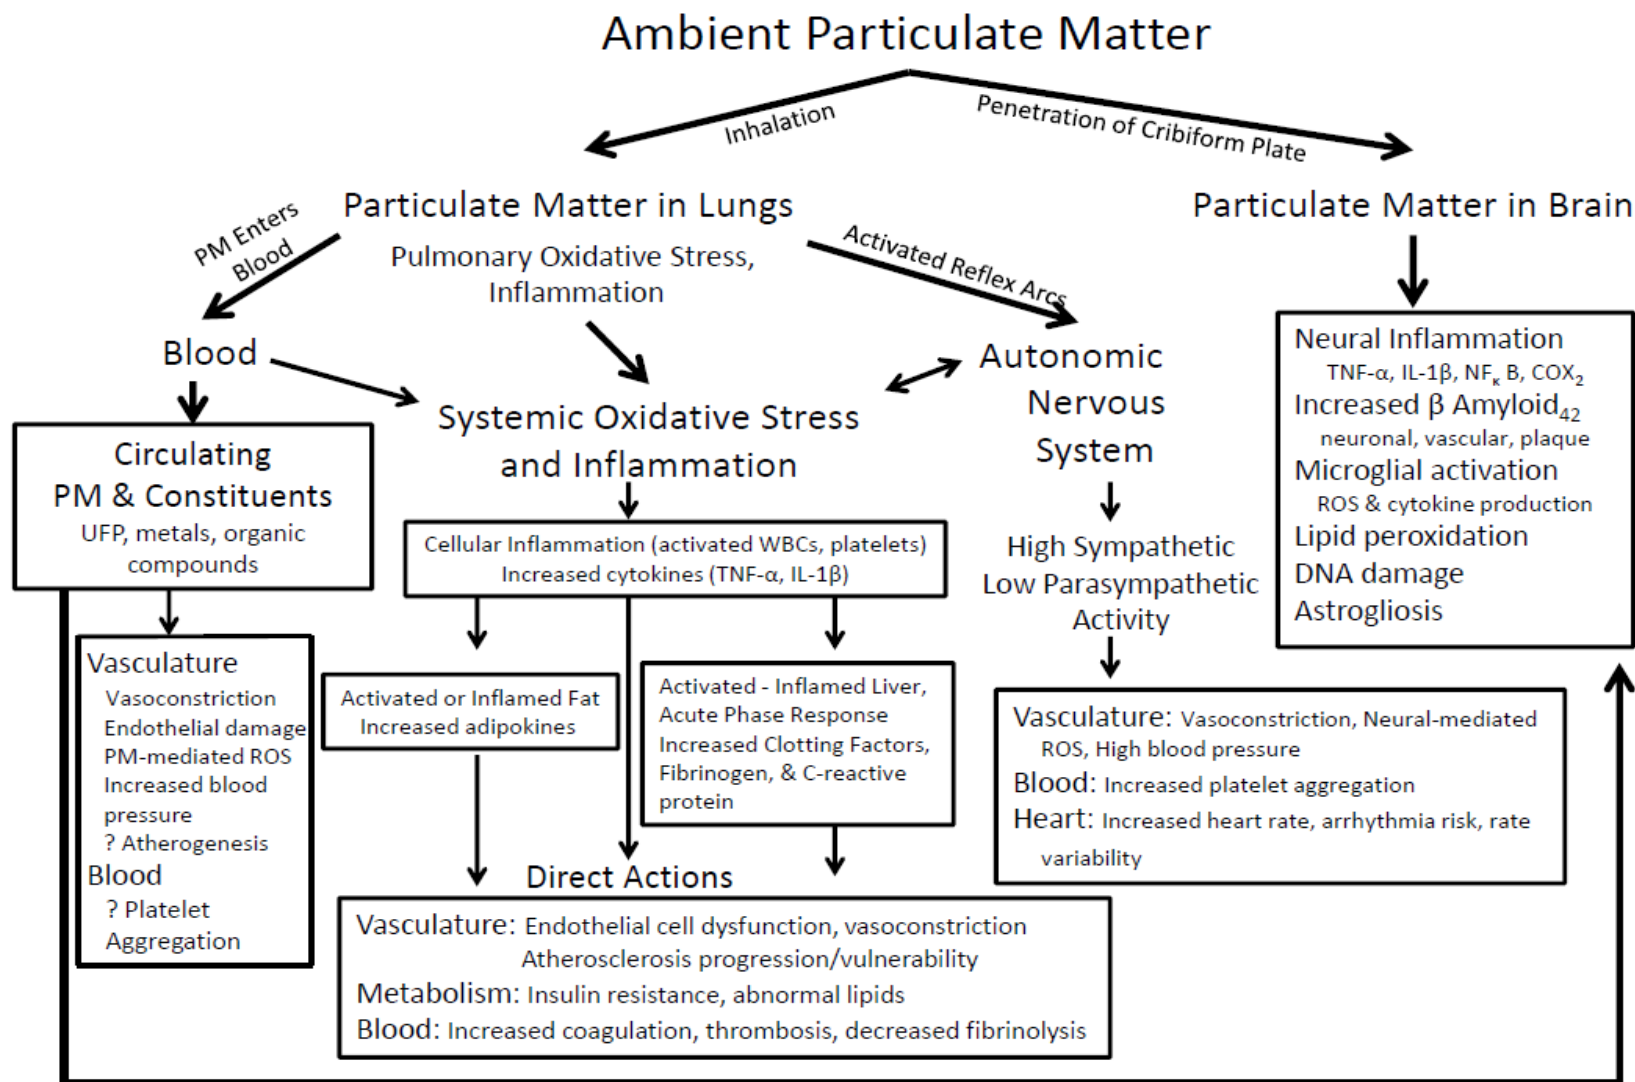 Ambient Particulate Matter
Inhalation
Penetration of Cribiform Plate
Particulate Matter in Lungs
Particulate Matter in Brain
PM Enters
Blood
Pulmonary Oxidative Stress,
Inflammation
Activated Reflex Arcs
Blood
Systemic Oxidative Stress
and Inflammation
Autonomic
Nervous
System
Neural Inflammation
TNF-α, IL-1β, NFκ B, COX₂
Increased β Amyloid₄₂
neuronal, vascular, plaque
Microglial activation
ROS & cytokine production
Lipid peroxidation
DNA damage
Astrogliosis
Circulating
PM & Constituents
UFP, metals, organic
compounds
Cellular Inflammation (activated WBCs, platelets)
Increased cytokines (TNF-α, IL-1β)
High Sympathetic
Low Parasympathetic
Activity
Vasculature
Vasoconstriction
Endothelial damage
PM-mediated ROS
Increased blood
pressure
? Atherogenesis
Blood
? Platelet
Aggregation
Activated or Inflamed Fat
Increased adipokines
Activated - Inflamed Liver,
Acute Phase Response
Increased Clotting Factors,
Fibrinogen, & C-reactive
protein
Vasculature: Vasoconstriction, Neural-mediated
ROS, High blood pressure
Blood: Increased platelet aggregation
Heart: Increased heart rate, arrhythmia risk, rate
variability
Direct Actions
Vasculature: Endothelial cell dysfunction, vasoconstriction
Atherosclerosis progression/vulnerability
Metabolism: Insulin resistance, abnormal lipids
Blood: Increased coagulation, thrombosis, decreased fibrinolysis